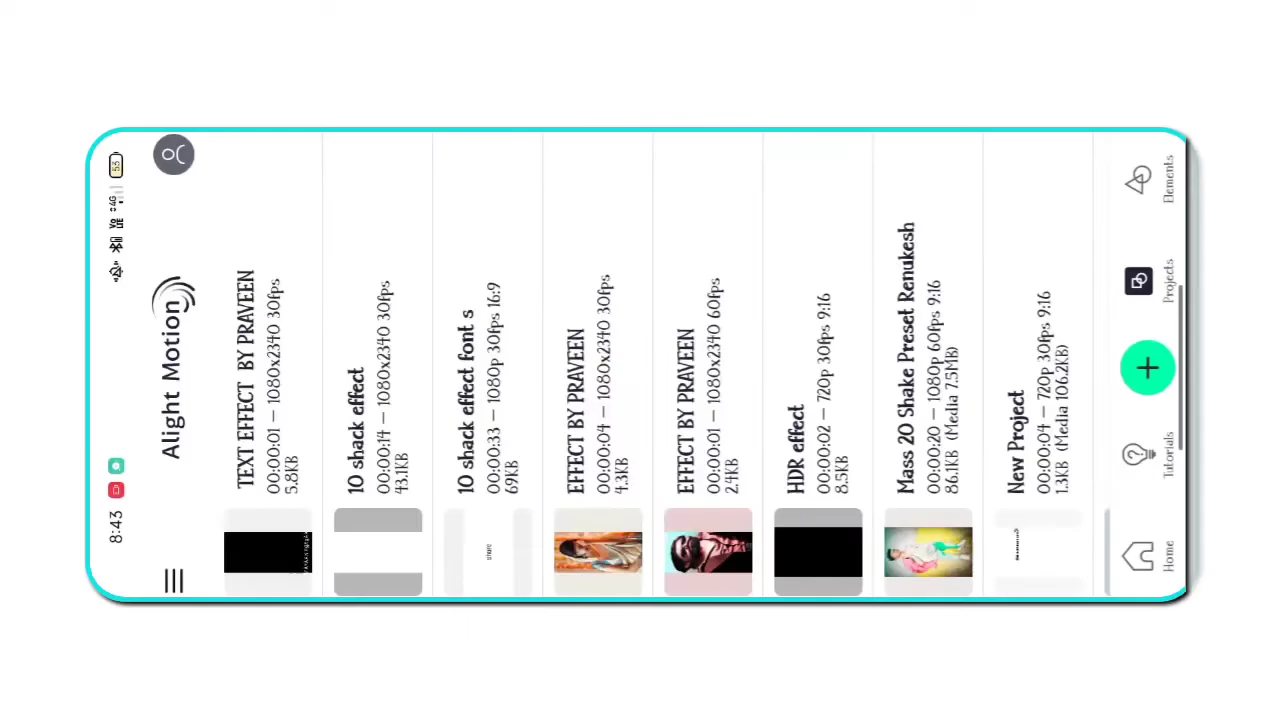 8:43
VO LTE 4G 53
Alight Motion
TEXT EFFECT BY PRAVEEN
00:00:01 — 1080x2340 30fps
5.8KB
10 shack effect
00:00:14 — 1080x2340 30fps
43.1KB
10 shack effect font s
00:00:33 — 1080p 30fps 16:9
69KB
share
EFFECT BY PRAVEEN
00:00:04 — 1080x2340 30fps
4.3KB
EFFECT BY PRAVEEN
00:00:01 — 1080x2340 60fps
2.4KB
HDR effect
00:00:02 — 720p 30fps 9:16
8.5KB
Mass 20 Shake Preset Renukesh
00:00:20 — 1080p 60fps 9:16
86.1KB (Media 7.5MB)
New Project
00:00:04 — 720p 30fps 9:16
1.3KB (Media 106.2KB)
Home
Tutorials
Projects
Elements